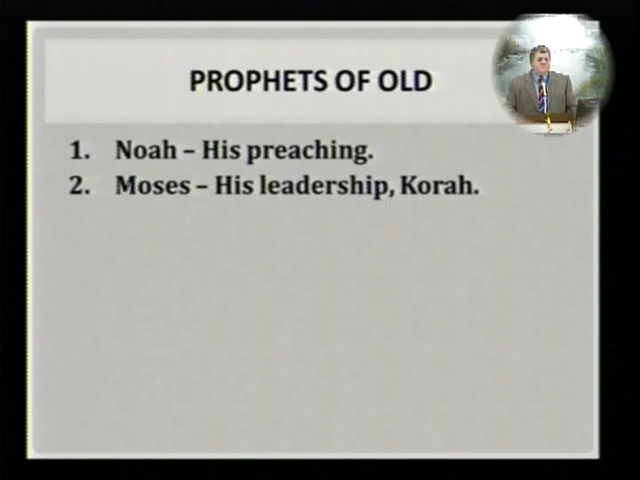 PROPHETS OF OLD
1. Noah – His preaching.
2. Moses – His leadership, Korah.